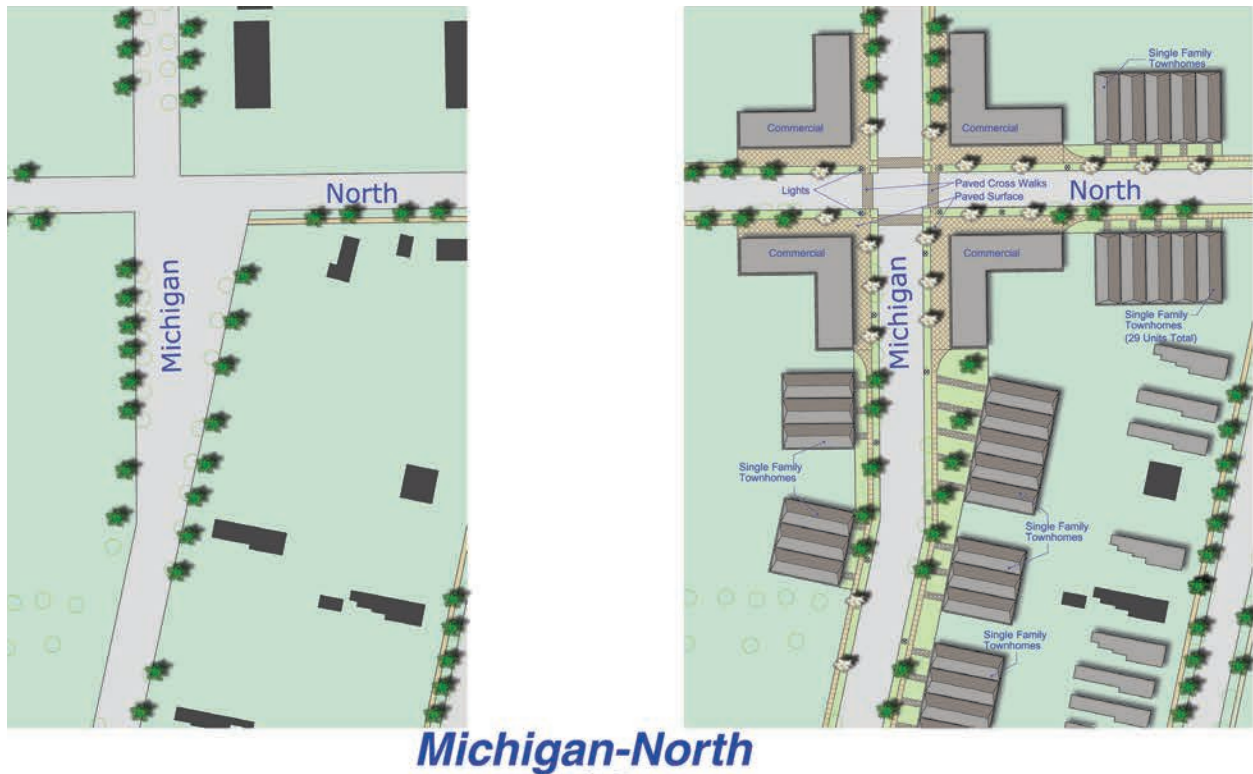 North
Michigan
Single Family
Townhomes
Commercial
Commercial
Lights
Paved Cross Walks
Paved Surface
North
Commercial
Commercial
Michigan
Single Family
Townhomes
(29 Units Total)
Single Family
Townhomes
Single Family
Townhomes
Single Family
Townhomes
Michigan-North